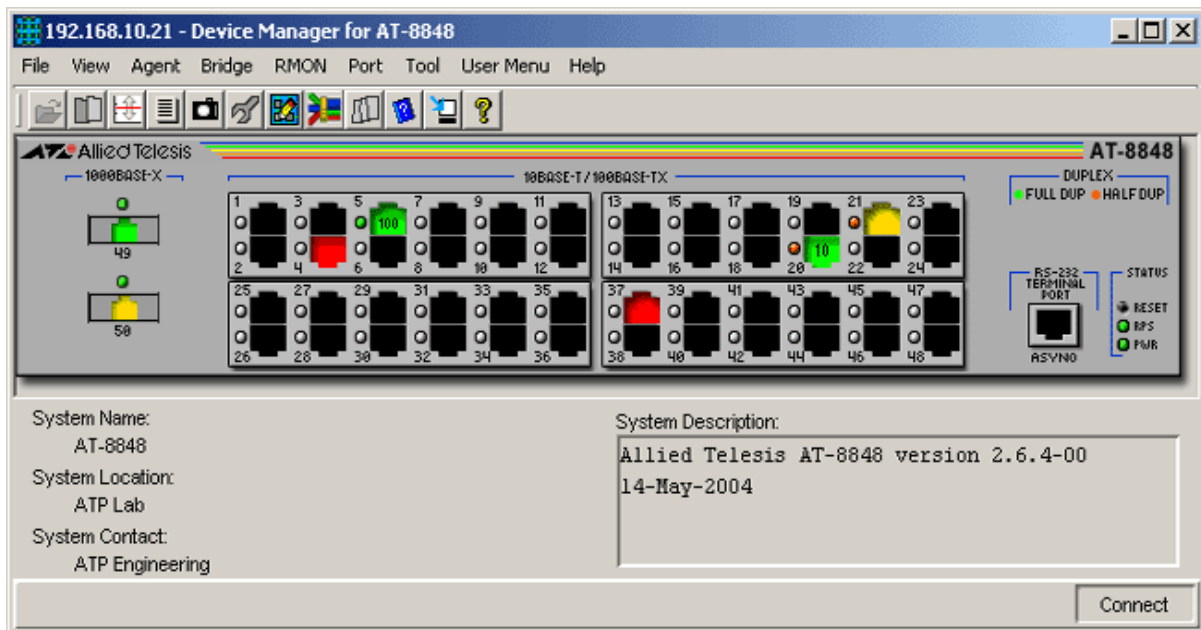 192.168.10.21 - Device Manager for AT-8848
File View Agent Bridge RMON Port Tool User Menu Help
Allied Telesis
AT-8848
1000BASE-X
10BASE-T/100BASE-TX
DUPLEX
FULL DUP HALF DUP
1 3 5 7 9 11 13 15 17 19 21 23
100
10
49
2 4 6 8 10 12 14 16 18 20 22 24
25 27 29 31 33 35 37 39 41 43 45 47
50
26 28 30 32 34 36 38 40 42 44 46 48
RS-232
TERMINAL
PORT
ASYN0
STATUS
RESET
RPS
PWR
System Name:
AT-8848
System Location:
ATP Lab
System Contact:
ATP Engineering
System Description:
Allied Telesis AT-8848 version 2.6.4-00
14-May-2004
Connect